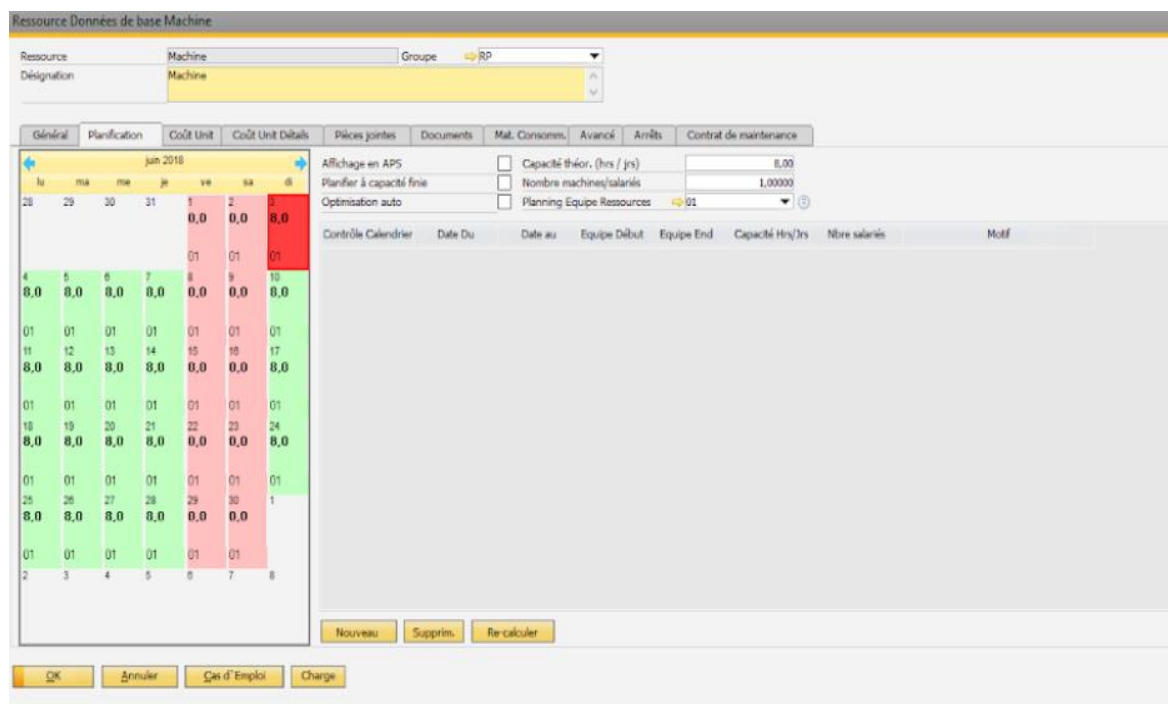 Ressource Données de base Machine
Ressource Machine Groupe RP
Désignation Machine
Général Planification Coût Unit Coût Unit Détails Pièces jointes Documents Mat. Consomm. Avancé Arrêts Contrat de maintenance
juin 2018
lu ma me je ve sa di
28 29 30 31 1 2 3
0,0 0,0 8,0
01 01 01
4 5 6 7 8 9 10
8,0 8,0 8,0 8,0 0,0 0,0 8,0
01 01 01 01 01 01 01
11 12 13 14 15 16 17
8,0 8,0 8,0 8,0 0,0 0,0 8,0
01 01 01 01 01 01 01
18 19 20 21 22 23 24
8,0 8,0 8,0 8,0 0,0 0,0 8,0
01 01 01 01 01 01 01
25 26 27 28 29 30 1
8,0 8,0 8,0 8,0 0,0 0,0
01 01 01 01 01 01
2 3 4 5 6 7 8
Affichage en APS Capacité théor. (hrs / jrs) 8,00
Planifier à capacité finie Nombre machines/salariés 1,00000
Optimisation auto Planning Equipe Ressources 01
Contrôle Calendrier Date Du Date au Equipe Début Equipe End Capacité Hrs/Jrs Nbre salariés Motif
Nouveau Supprim. Re-calculer
OK Annuler Cas d`Emploi Charge